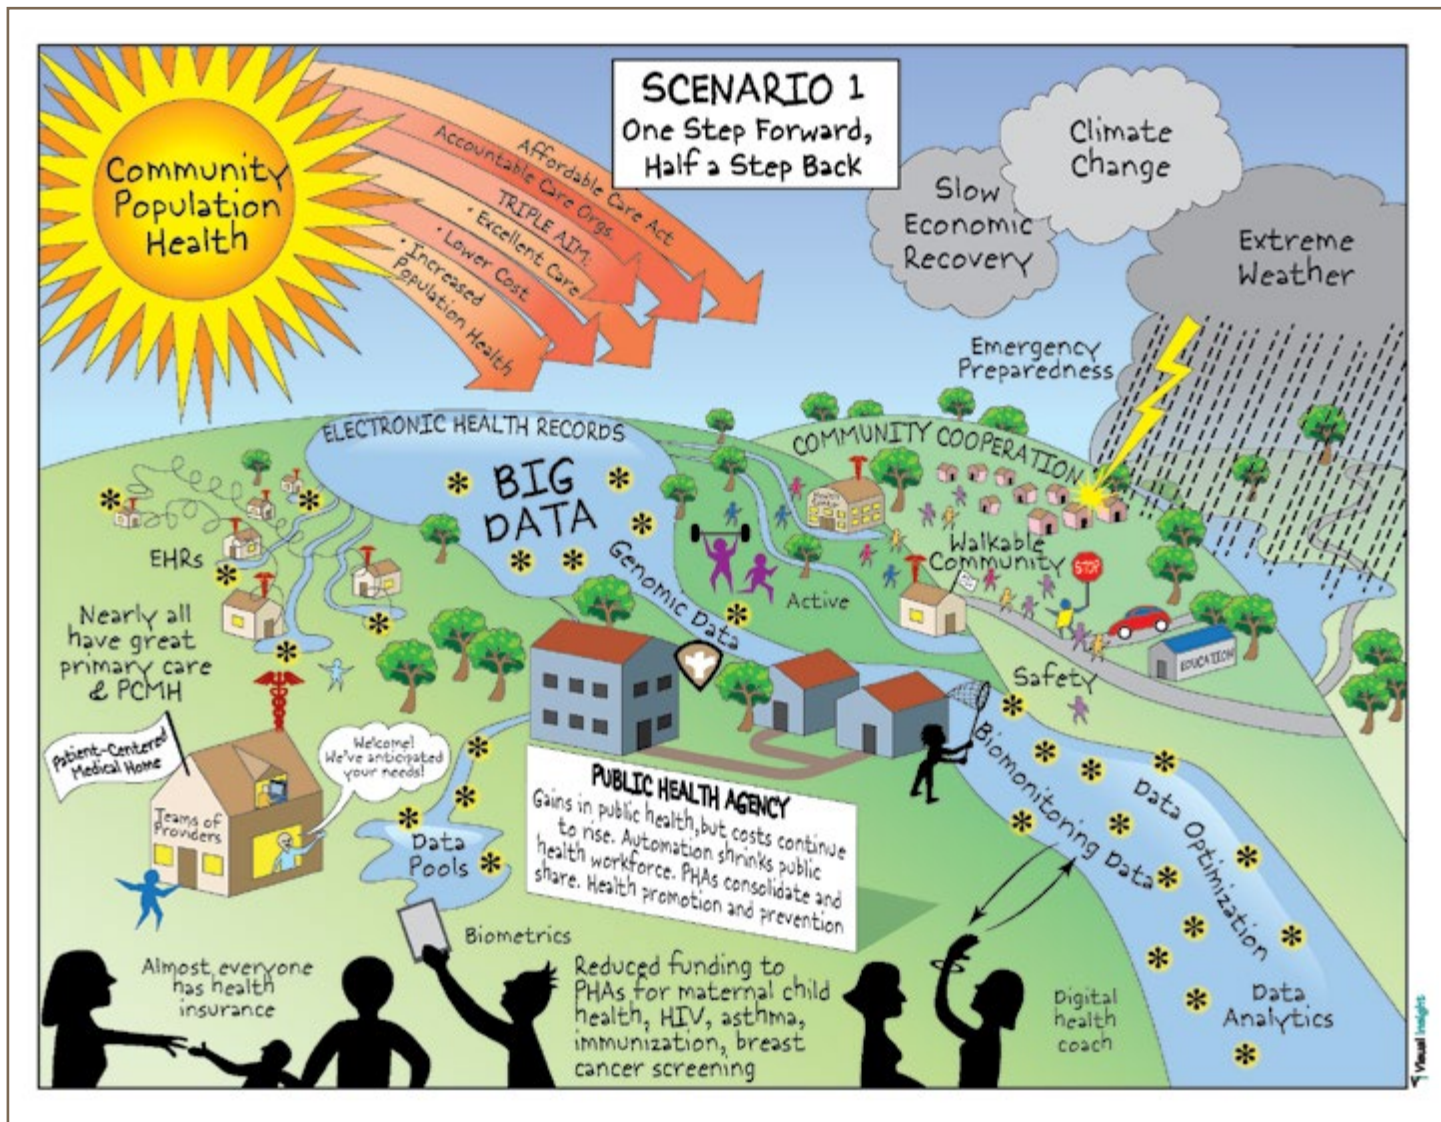 SCENARIO 1
One Step Forward,
Half a Step Back
Community
Population
Health
Affordable Care Act
Accountable Care Orgs.
TRIPLE AIM:
• Excellent Care
• Lower Cost
• Increased
Population Health
Climate
Change
Slow
Economic
Recovery
Extreme
Weather
Emergency
Preparedness
ELECTRONIC HEALTH RECORDS
BIG
DATA
COMMUNITY COOPERATION
EHRs
Genomic Data
Walkable
Community
STOP
Active
EDUCATION
Safety
Nearly all
have great
primary care
& PCMH
Patient-Centered
Medical Home
Welcome!
We've anticipated
your needs!
Teams of
Providers
Data
Pools
PUBLIC HEALTH AGENCY
Gains in public health, but costs continue
to rise. Automation shrinks public
health workforce. PHAs consolidate and
share. Health promotion and prevention
Biomonitoring Data
Data Optimization
Data
Analytics
Almost everyone
has health
insurance
Biometrics
Reduced funding to
PHAs for maternal child
health, HIV, asthma,
immunization, breast
cancer screening
Digital
health
coach
Visual Insight